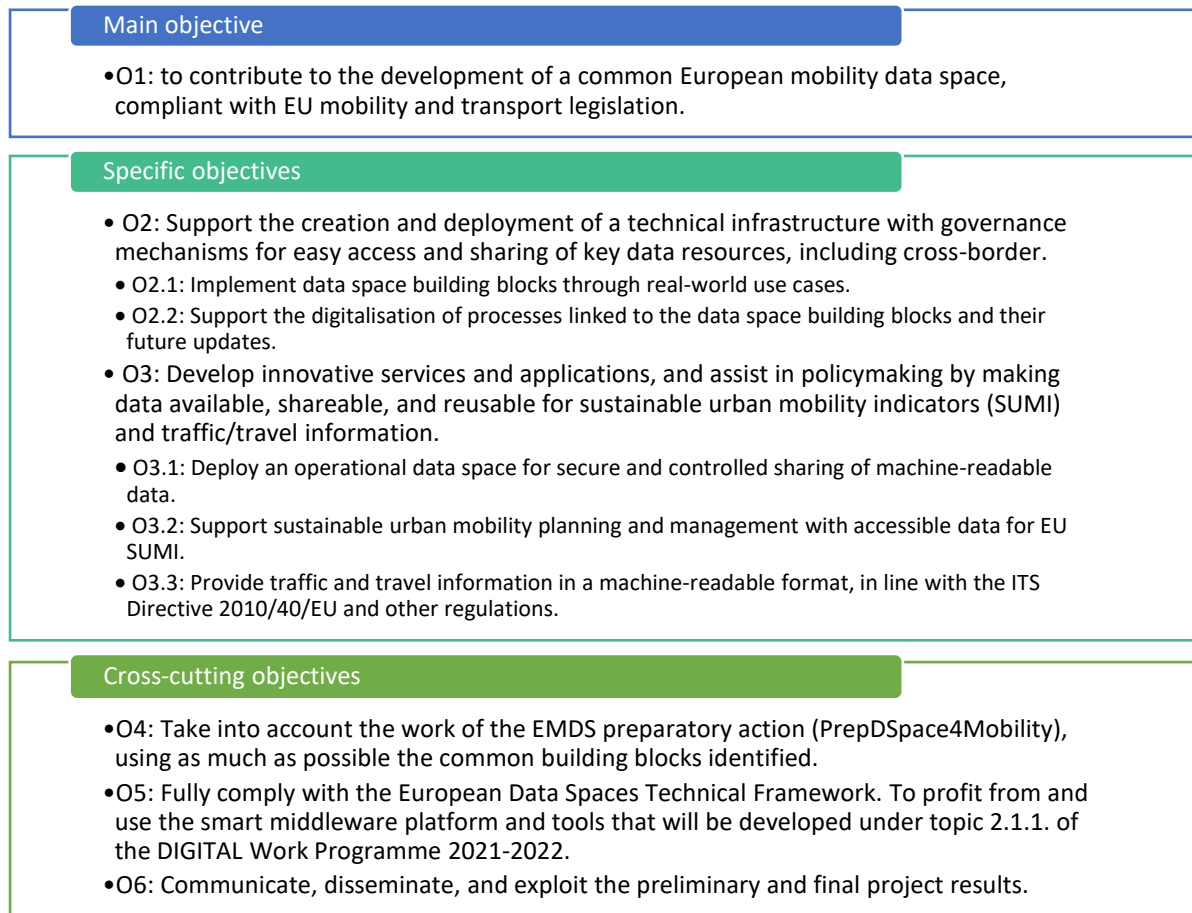 Main objective
•O1: to contribute to the development of a common European mobility data space,
compliant with EU mobility and transport legislation.
Specific objectives
• O2: Support the creation and deployment of a technical infrastructure with governance
mechanisms for easy access and sharing of key data resources, including cross-border.
• O2.1: Implement data space building blocks through real-world use cases.
• O2.2: Support the digitalisation of processes linked to the data space building blocks and their
future updates.
• O3: Develop innovative services and applications, and assist in policymaking by making
data available, shareable, and reusable for sustainable urban mobility indicators (SUMI)
and traffic/travel information.
• O3.1: Deploy an operational data space for secure and controlled sharing of machine-readable
data.
• O3.2: Support sustainable urban mobility planning and management with accessible data for EU
SUMI.
• O3.3: Provide traffic and travel information in a machine-readable format, in line with the ITS
Directive 2010/40/EU and other regulations.
Cross-cutting objectives
•O4: Take into account the work of the EMDS preparatory action (PrepDSpace4Mobility),
using as much as possible the common building blocks identified.
•O5: Fully comply with the European Data Spaces Technical Framework. To profit from and
use the smart middleware platform and tools that will be developed under topic 2.1.1. of
the DIGITAL Work Programme 2021-2022.
•O6: Communicate, disseminate, and exploit the preliminary and final project results.